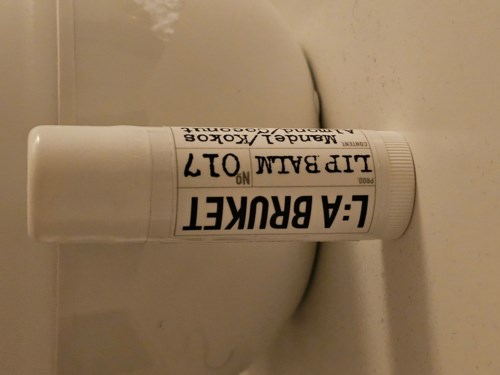 L:A BRUKET
PROD. LIP BALM No 017
CONTENT. Mandel/Kokos
Almond/Coconut